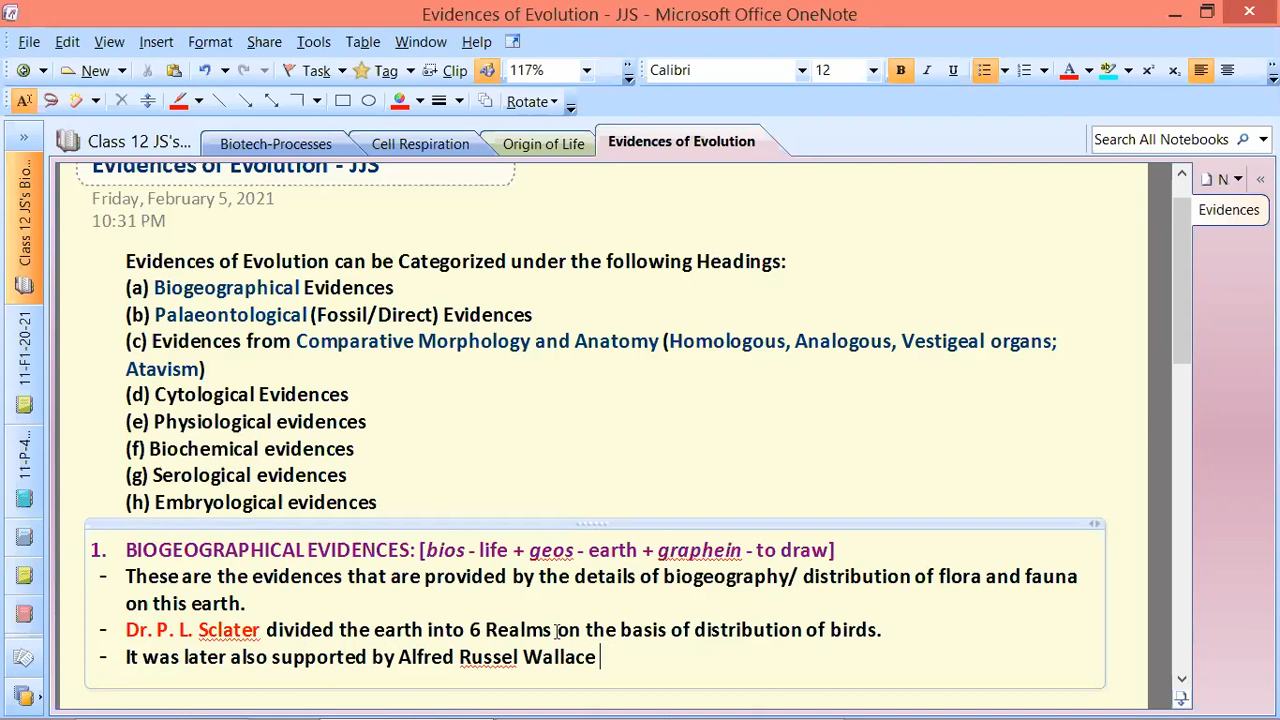 Evidences of Evolution - JJS - Microsoft Office OneNote
File Edit View Insert Format Share Tools Table Window Help
New Task Tag Clip 117% Calibri 12 B I U
Rotate
Class 12 JS's... Biotech-Processes Cell Respiration Origin of Life Evidences of Evolution Search All Notebooks
Evidences of Evolution - JJS
N
Friday, February 5, 2021
Evidences
10:31 PM
Class 12 JS's Bio...
11-F1-20-21
11-P-4...
Evidences of Evolution can be Categorized under the following Headings:
(a) Biogeographical Evidences
(b) Palaeontological (Fossil/Direct) Evidences
(c) Evidences from Comparative Morphology and Anatomy (Homologous, Analogous, Vestigeal organs;
Atavism)
(d) Cytological Evidences
(e) Physiological evidences
(f) Biochemical evidences
(g) Serological evidences
(h) Embryological evidences
1. BIOGEOGRAPHICAL EVIDENCES: [bios - life + geos - earth + graphein - to draw]
- These are the evidences that are provided by the details of biogeography/ distribution of flora and fauna
on this earth.
- Dr. P. L. Sclater divided the earth into 6 Realms on the basis of distribution of birds.
- It was later also supported by Alfred Russel Wallace